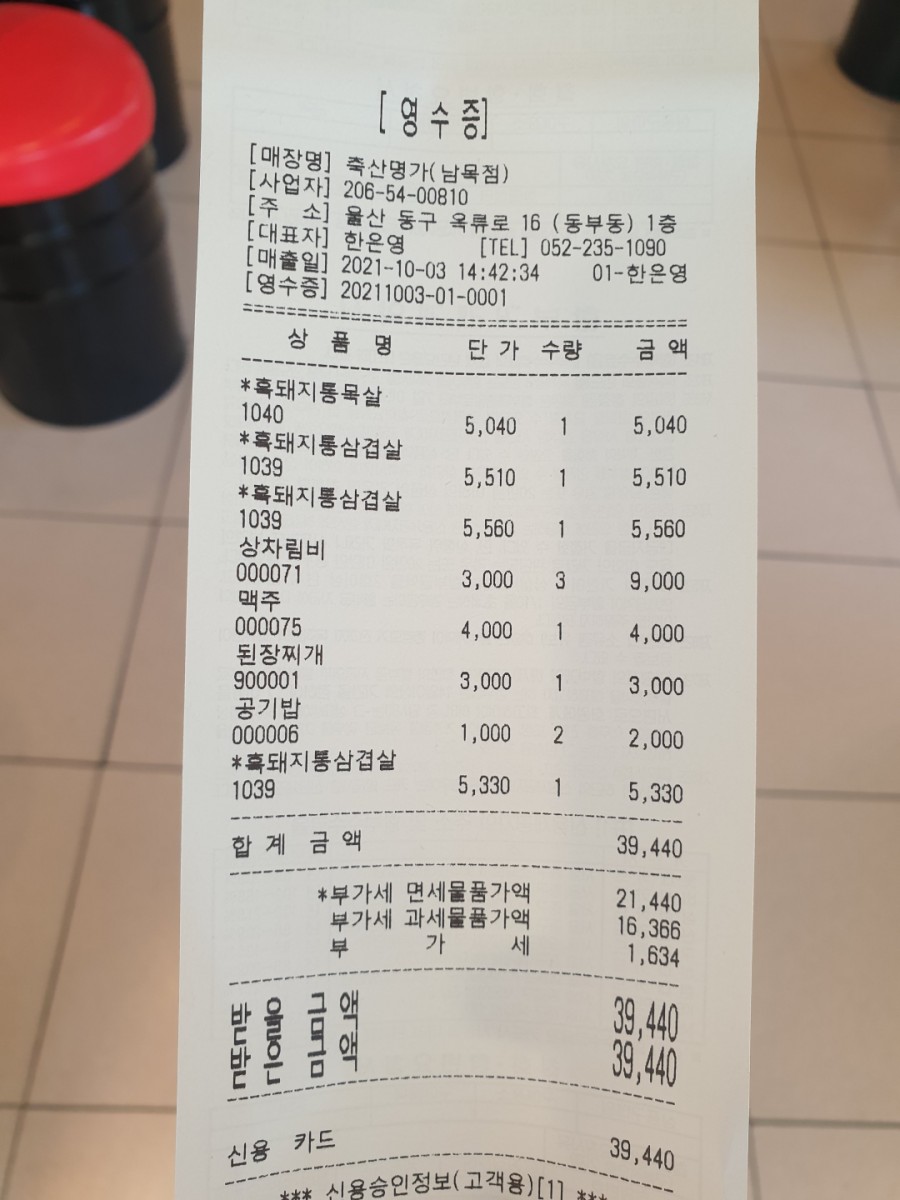 [ 영 수 증]
[매장명] 축산명가(남목점)
[사업자] 206-54-00810
[주 소] 울산 동구 옥류로 16 (동부동) 1층
[대표자] 한은영 [TEL] 052-235-1090
[매출일] 2021-10-03 14:42:34 01-한은영
[영수증] 20211003-01-0001
상 품 명 단 가 수량 금 액
*흑돼지통목살
1040 5,040 1 5,040
*흑돼지통삼겹살
1039 5,510 1 5,510
*흑돼지통삼겹살
1039 5,560 1 5,560
상차림비
000071 3,000 3 9,000
맥주
000075 4,000 1 4,000
된장찌개
900001 3,000 1 3,000
공기밥
000006 1,000 2 2,000
*흑돼지통삼겹살
1039 5,330 1 5,330
합 계 금 액 39,440
*부가세 면세물품가액 21,440
부가세 과세물품가액 16,366
부 가 세 1,634
받 을 금 액 39,440
받 은 금 액 39,440
신용 카드 39,440
*** 신용승인정보(고객용)[1] ***